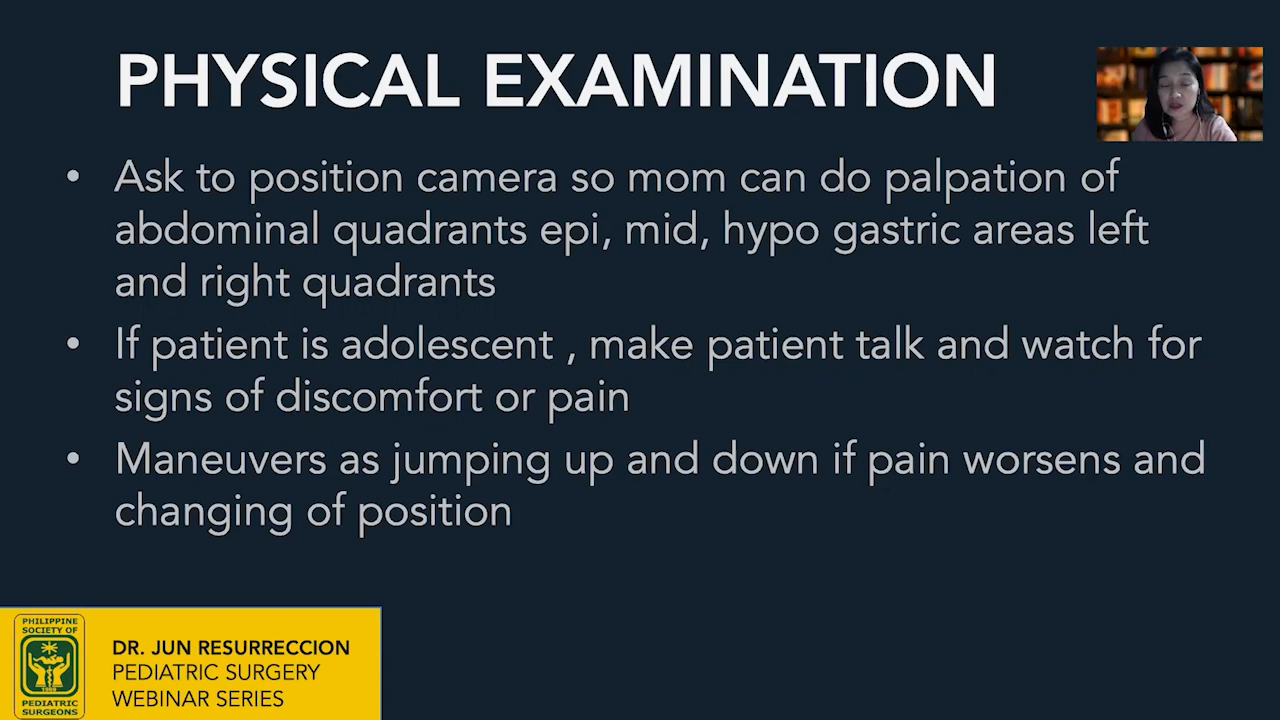 PHYSICAL EXAMINATION
• Ask to position camera so mom can do palpation of
abdominal quadrants epi, mid, hypo gastric areas left
and right quadrants
• If patient is adolescent , make patient talk and watch for
signs of discomfort or pain
• Maneuvers as jumping up and down if pain worsens and
changing of position
PHILIPPINE
SOCIETY OF
1969
PEDIATRIC
SURGEONS
DR. JUN RESURRECCION
PEDIATRIC SURGERY
WEBINAR SERIES